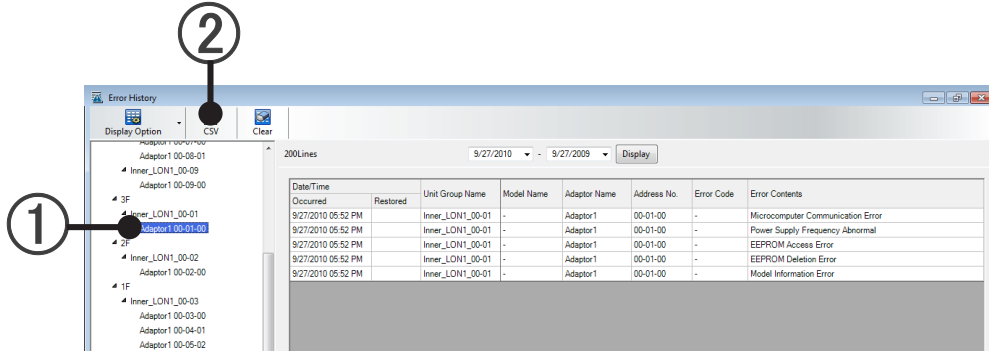 2
Error History
Display Option CSV Clear
Adaptor1 00-07-00
Adaptor1 00-08-01
Inner_LON1_00-09
Adaptor1 00-09-00
3F
Inner_LON1_00-01
1
Adaptor1 00-01-00
2F
Inner_LON1_00-02
Adaptor1 00-02-00
1F
Inner_LON1_00-03
Adaptor1 00-03-00
Adaptor1 00-04-01
Adaptor1 00-05-02
200Lines 9/27/2010 - 9/27/2009 Display
Date/Time Unit Group Name Model Name Adaptor Name Address No. Error Code Error Contents
Occurred Restored
9/27/2010 05:52 PM Inner_LON1_00-01 - Adaptor1 00-01-00 - Microcomputer Communication Error
9/27/2010 05:52 PM Inner_LON1_00-01 - Adaptor1 00-01-00 - Power Supply Frequency Abnormal
9/27/2010 05:52 PM Inner_LON1_00-01 - Adaptor1 00-01-00 - EEPROM Access Error
9/27/2010 05:52 PM Inner_LON1_00-01 - Adaptor1 00-01-00 - EEPROM Deletion Error
9/27/2010 05:52 PM Inner_LON1_00-01 - Adaptor1 00-01-00 - Model Information Error